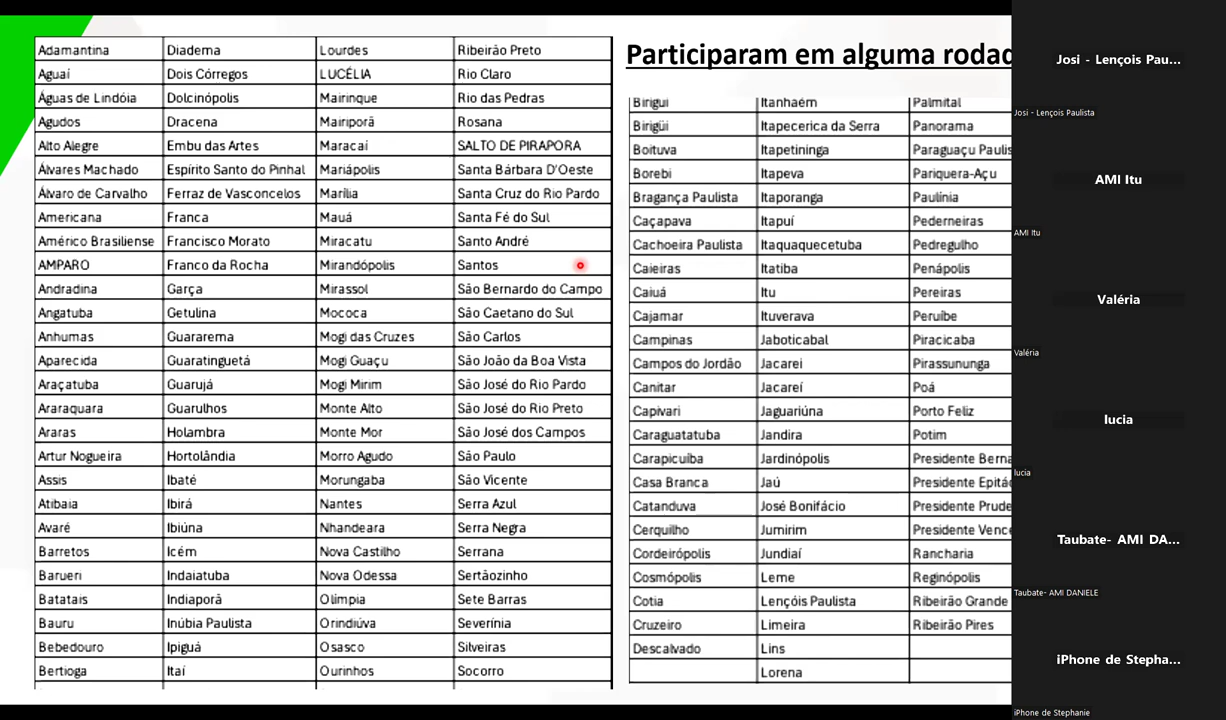 Adamantina Diadema Lourdes Ribeirão Preto
Aguaí Dois Córregos LUCÉLIA Rio Claro
Águas de Lindóia Dolcinópolis Mairinque Rio das Pedras
Agudos Dracena Mairiporã Rosana
Alto Alegre Embu das Artes Maracaí SALTO DE PIRAPORA
Álvares Machado Espírito Santo do Pinhal Mariápolis Santa Bárbara D'Oeste
Álvaro de Carvalho Ferraz de Vasconcelos Marília Santa Cruz do Rio Pardo
Americana Franca Mauá Santa Fé do Sul
Américo Brasiliense Francisco Morato Miracatu Santo André
AMPARO Franco da Rocha Mirandópolis Santos
Andradina Garça Mirassol São Bernardo do Campo
Angatuba Getulina Mococa São Caetano do Sul
Anhumas Guararema Mogi das Cruzes São Carlos
Aparecida Guaratinguetá Mogi Guaçu São João da Boa Vista
Araçatuba Guarujá Mogi Mirim São José do Rio Pardo
Araraquara Guarulhos Monte Alto São José do Rio Preto
Araras Holambra Monte Mor São José dos Campos
Artur Nogueira Hortolândia Morro Agudo São Paulo
Assis Ibaté Morungaba São Vicente
Atibaia Ibirá Nantes Serra Azul
Avaré Ibiúna Nhandeara Serra Negra
Barretos Icém Nova Castilho Serrana
Barueri Indaiatuba Nova Odessa Sertãozinho
Batatais Indiaporã Olímpia Sete Barras
Bauru Inúbia Paulista Orindiúva Severínia
Bebedouro Ipiguá Osasco Silveiras
Bertioga Itaí Ourinhos Socorro
Participaram em alguma rodad
Birigui Itanhaém Palmital
Birigüi Itapecerica da Serra Panorama
Boituva Itapetininga Paraguaçu Paulis
Borebi Itapeva Pariquera-Açu
Bragança Paulista Itaporanga Paulínia
Caçapava Itapuí Pederneiras
Cachoeira Paulista Itaquaquecetuba Pedregulho
Caieiras Itatiba Penápolis
Caiuá Itu Pereiras
Cajamar Ituverava Peruíbe
Campinas Jaboticabal Piracicaba
Campos do Jordão Jacarei Pirassununga
Canitar Jacareí Poá
Capivari Jaguariúna Porto Feliz
Caraguatatuba Jandira Potim
Carapicuíba Jardinópolis Presidente Berna
Casa Branca Jaú Presidente Epitác
Catanduva José Bonifácio Presidente Prude
Cerquilho Jumirim Presidente Vence
Cordeirópolis Jundiaí Rancharia
Cosmópolis Leme Reginópolis
Cotia Lençóis Paulista Ribeirão Grande
Cruzeiro Limeira Ribeirão Pires
Descalvado Lins
Lorena
Josi - Lençois Pau...
Josi - Lençois Paulista
AMI Itu
AMI Itu
Valéria
Valéria
lucia
lucia
Taubate- AMI DA...
Taubate- AMI DANIELE
iPhone de Stepha...
iPhone de Stephanie